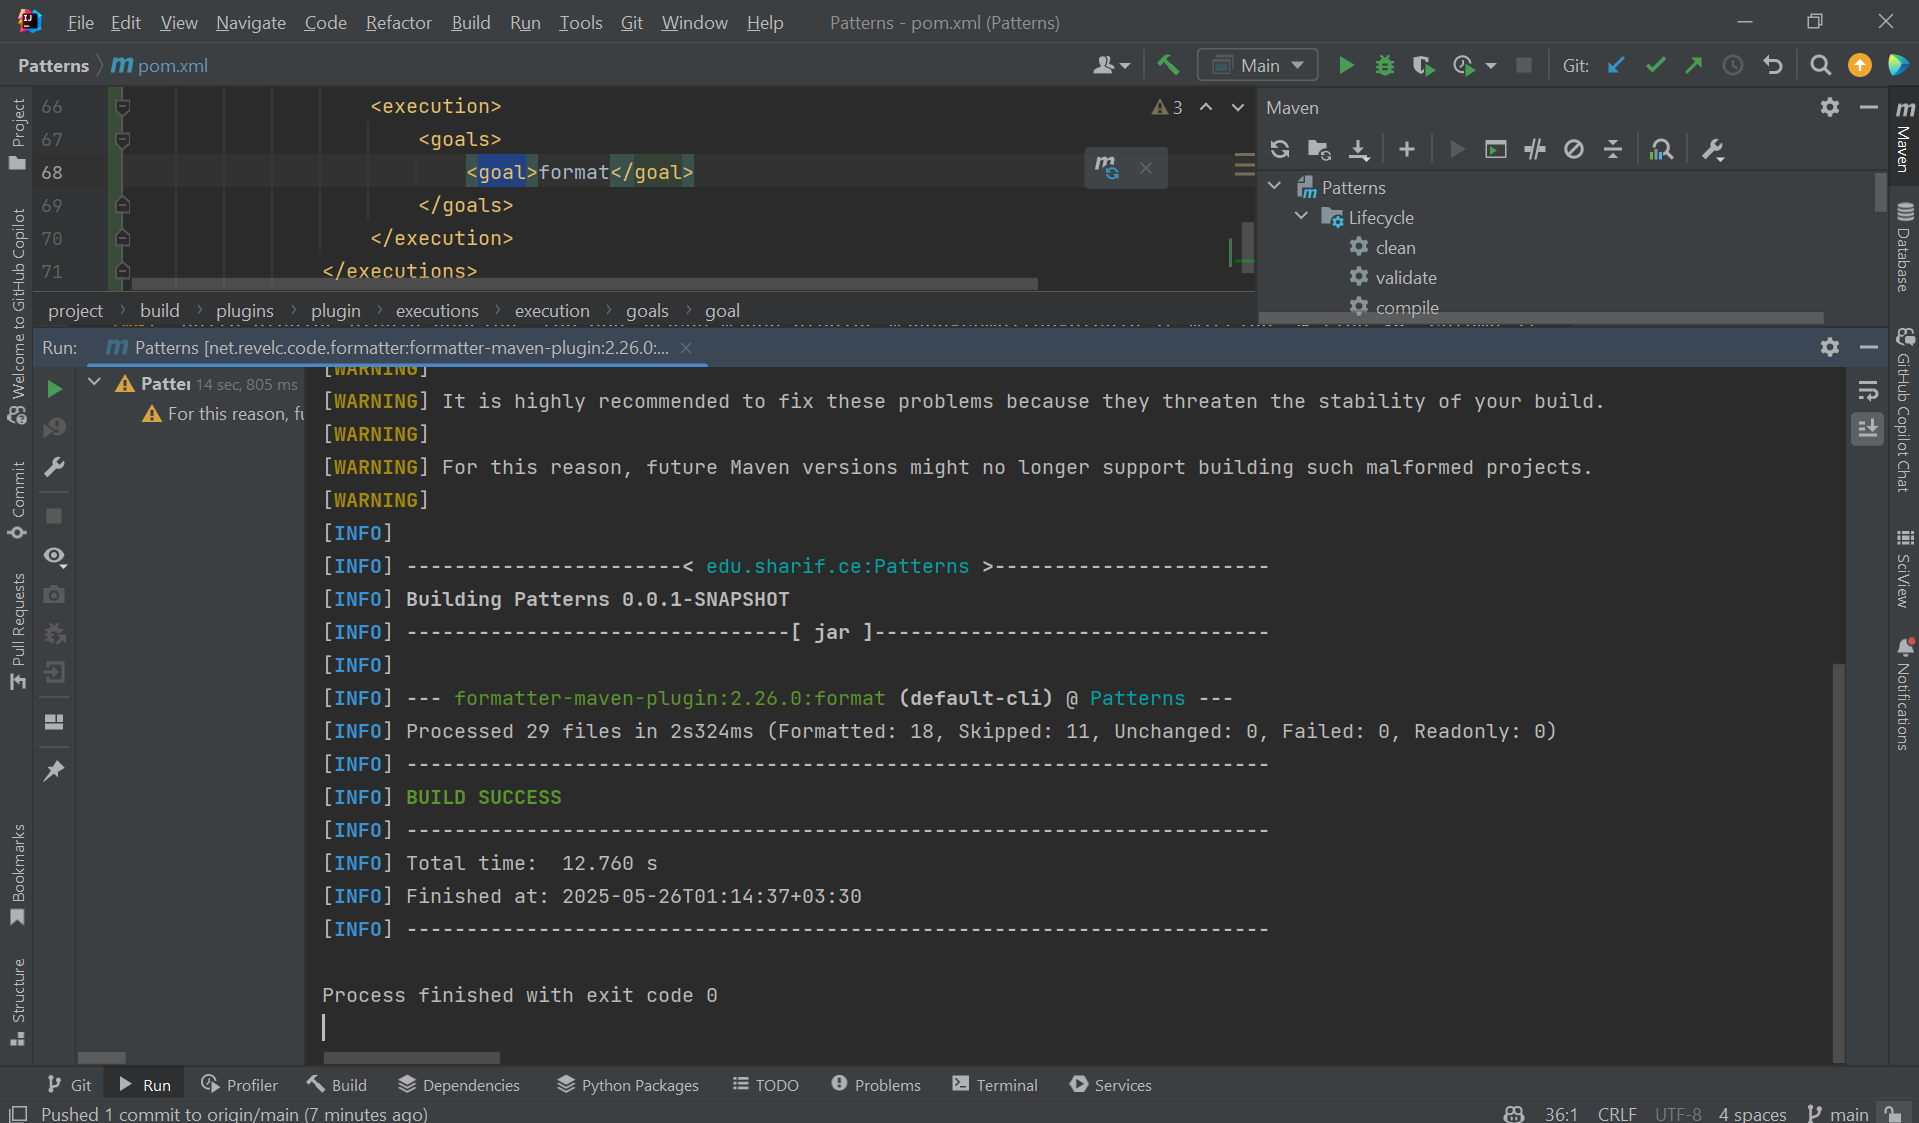 File Edit View Navigate Code Refactor Build Run Tools Git Window Help Patterns - pom.xml (Patterns)
Patterns m pom.xml Main Git:
66 <execution>
67 <goals>
68 <goal>format</goal>
69 </goals>
70 </execution>
71 </executions>
3
project build plugins plugin executions execution goals goal
Maven
Patterns
Lifecycle
clean
validate
compile
Run: Patterns [net.revelc.code.formatter:formatter-maven-plugin:2.26.0:...
Patter 14 sec, 805 ms
For this reason, fu
[WARNING]
[WARNING] It is highly recommended to fix these problems because they threaten the stability of your build.
[WARNING]
[WARNING] For this reason, future Maven versions might no longer support building such malformed projects.
[WARNING]
[INFO]
[INFO] -----------------------< edu.sharif.ce:Patterns >-----------------------
[INFO] Building Patterns 0.0.1-SNAPSHOT
[INFO] --------------------------------[ jar ]---------------------------------
[INFO]
[INFO] --- formatter-maven-plugin:2.26.0:format (default-cli) @ Patterns ---
[INFO] Processed 29 files in 2s324ms (Formatted: 18, Skipped: 11, Unchanged: 0, Failed: 0, Readonly: 0)
[INFO] ------------------------------------------------------------------------
[INFO] BUILD SUCCESS
[INFO] ------------------------------------------------------------------------
[INFO] Total time:  12.760 s
[INFO] Finished at: 2025-05-26T01:14:37+03:30
[INFO] ------------------------------------------------------------------------
Process finished with exit code 0
Project
Welcome to GitHub Copilot
Commit
Pull Requests
Bookmarks
Structure
Maven
Database
GitHub Copilot Chat
SciView
Notifications
Git Run Profiler Build Dependencies Python Packages TODO Problems Terminal Services
Pushed 1 commit to origin/main (7 minutes ago) 36:1 CRLF UTF-8 4 spaces main